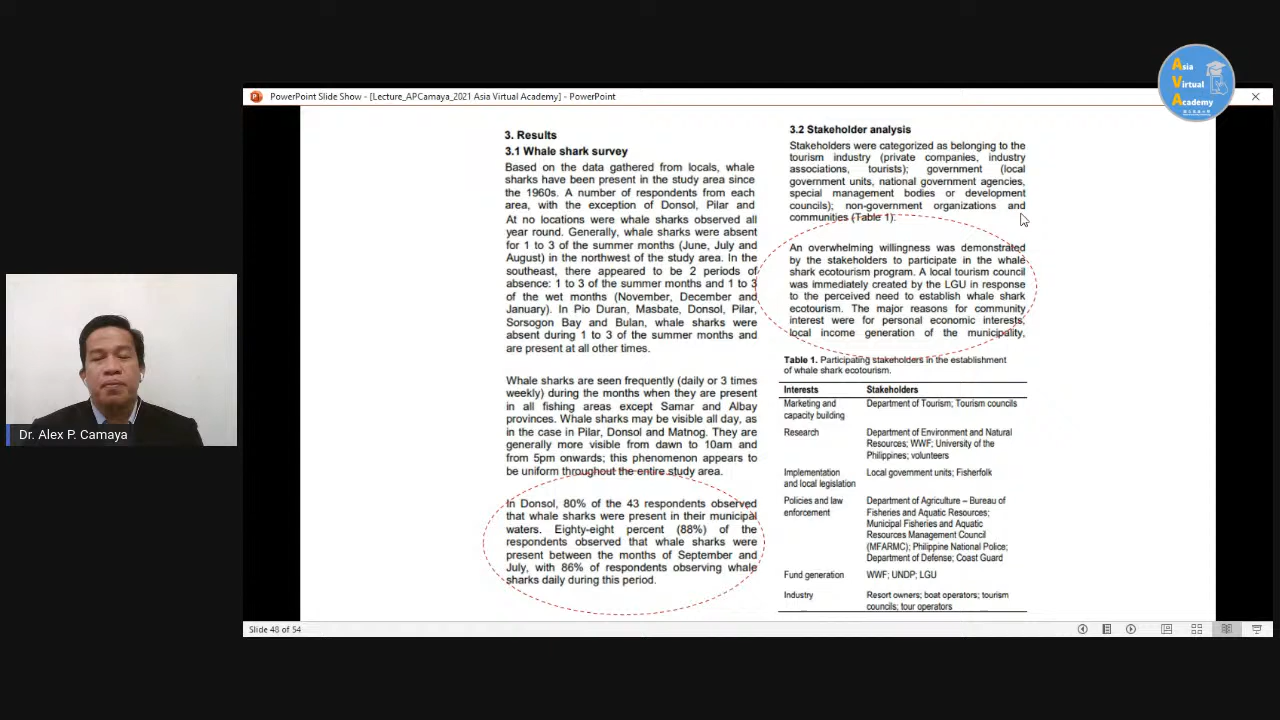 PowerPoint Slide Show - [Lecture_APCamaya_2021 Asia Virtual Academy] - PowerPoint
Asia
Virtual
Academy
3. Results
3.1 Whale shark survey
Based on the data gathered from locals, whale
sharks have been present in the study area since
the 1960s. A number of respondents from each
area, with the exception of Donsol, Pilar and
At no locations were whale sharks observed all
year round. Generally, whale sharks were absent
for 1 to 3 of the summer months (June, July and
August) in the northwest of the study area. In the
southeast, there appeared to be 2 periods of
absence: 1 to 3 of the summer months and 1 to 3
of the wet months (November, December and
January). In Pio Duran, Masbate, Donsol, Pilar,
Sorsogon Bay and Bulan, whale sharks were
absent during 1 to 3 of the summer months and
are present at all other times.
Whale sharks are seen frequently (daily or 3 times
weekly) during the months when they are present
in all fishing areas except Samar and Albay
provinces. Whale sharks may be visible all day, as
in the case in Pilar, Donsol and Matnog. They are
generally more visible from dawn to 10am and
from 5pm onwards; this phenomenon appears to
be uniform throughout the entire study area.
In Donsol, 80% of the 43 respondents observed
that whale sharks were present in their municipal
waters. Eighty-eight percent (88%) of the
respondents observed that whale sharks were
present between the months of September and
July, with 86% of respondents observing whale
sharks daily during this period.
3.2 Stakeholder analysis
Stakeholders were categorized as belonging to the
tourism industry (private companies, industry
associations, tourists); government (local
government units, national government agencies,
special management bodies or development
councils); non-government organizations and
communities (Table 1).
An overwhelming willingness was demonstrated
by the stakeholders to participate in the whale
shark ecotourism program. A local tourism council
was immediately created by the LGU in response
to the perceived need to establish whale shark
ecotourism. The major reasons for community
interest were for personal economic interests,
local income generation of the municipality,
Table 1. Participating stakeholders in the establishment
of whale shark ecotourism.
Interests Stakeholders
Marketing and Department of Tourism; Tourism councils
capacity building
Research Department of Environment and Natural
Resources; WWF; University of the
Philippines; volunteers
Implementation Local government units; Fisherfolk
and local legislation
Policies and law Department of Agriculture – Bureau of
enforcement Fisheries and Aquatic Resources;
Municipal Fisheries and Aquatic
Resources Management Council
(MFARMC); Philippine National Police;
Department of Defense; Coast Guard
Fund generation WWF; UNDP; LGU
Industry Resort owners; boat operators; tourism
councils; tour operators
Dr. Alex P. Camaya
Slide 48 of 54